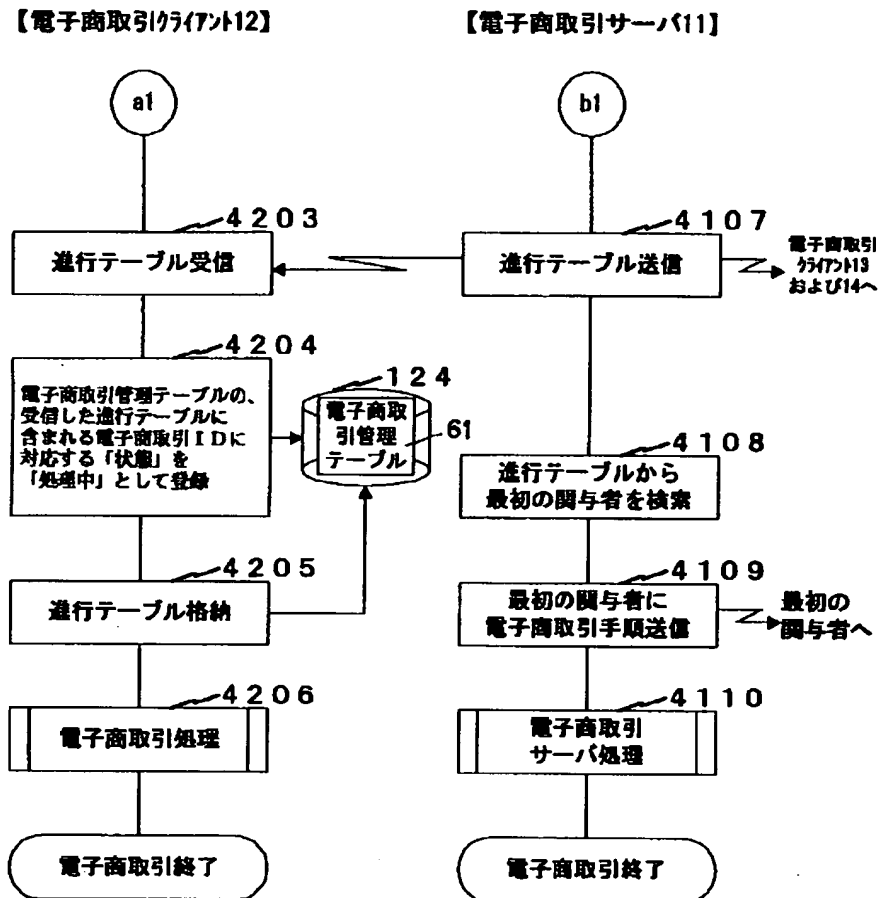 【電子商取引ｸﾗｲｱﾝﾄ12】
【電子商取引サーバ11】
a1
b1
4203
進行テーブル受信
4107
進行テーブル送信
電子商取引
ｸﾗｲｱﾝﾄ13
および14へ
4204
電子商取引管理テーブルの、
受信した進行テーブルに
含まれる電子商取引IDに
対応する「状態」を
「処理中」として登録
124
電子商取
引管理
テーブル
61
4108
進行テーブルから
最初の関与者を検索
4205
進行テーブル格納
4109
最初の関与者に
電子商取引手順送信
最初の
関与者へ
4206
電子商取引処理
4110
電子商取引
サーバ処理
電子商取引終了
電子商取引終了